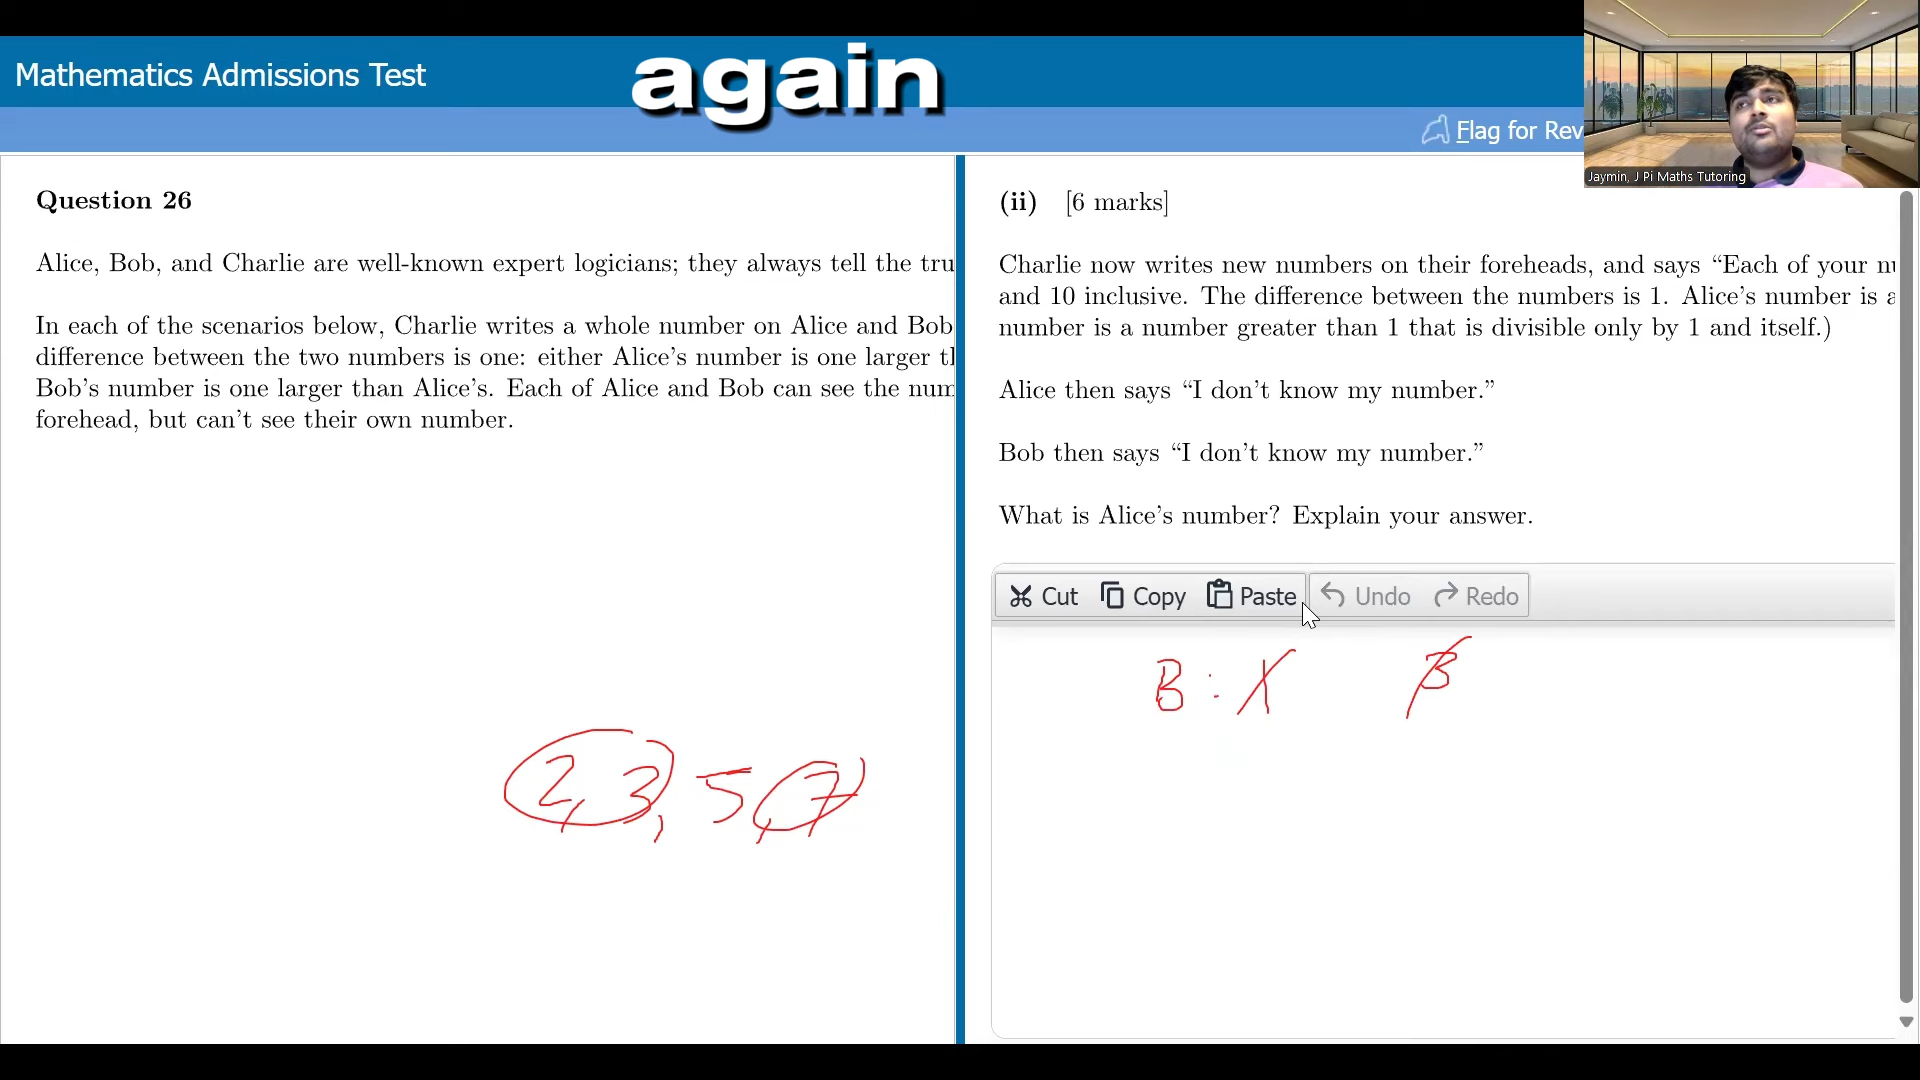 Mathematics Admissions Test
again
Flag for Rev
Jaymin, J Pi Maths Tutoring
Question 26
Alice, Bob, and Charlie are well-known expert logicians; they always tell the tru
In each of the scenarios below, Charlie writes a whole number on Alice and Bob
difference between the two numbers is one: either Alice's number is one larger tl
Bob's number is one larger than Alice's. Each of Alice and Bob can see the num
forehead, but can't see their own number.
2, 3, 5, 7
(ii) [6 marks]
Charlie now writes new numbers on their foreheads, and says “Each of your nu
and 10 inclusive. The difference between the numbers is 1. Alice's number is a
number is a number greater than 1 that is divisible only by 1 and itself.)
Alice then says “I don't know my number.”
Bob then says “I don't know my number.”
What is Alice's number? Explain your answer.
Cut Copy Paste Undo Redo
B : 1 3